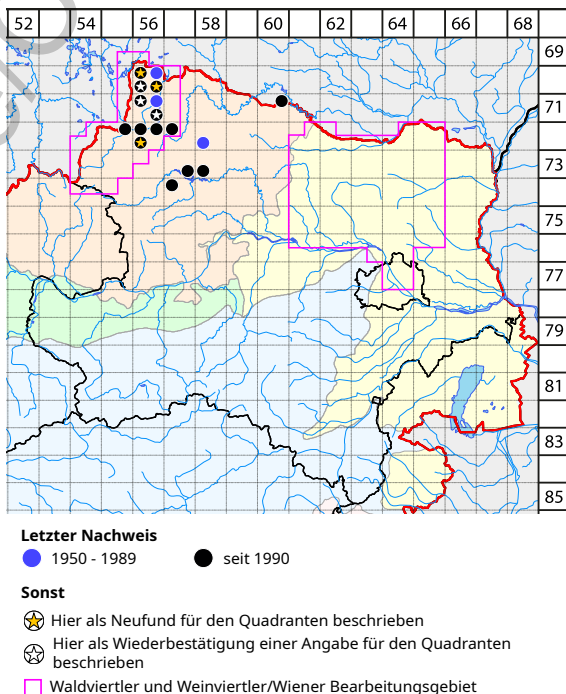 52 54 56 58 60 62 64 66 68
69
71
73
75
77
79
81
83
85
Letzter Nachweis
1950 - 1989 seit 1990
Sonst
Hier als Neufund für den Quadranten beschrieben
Hier als Wiederbestätigung einer Angabe für den Quadranten
beschrieben
Waldviertler und Weinviertler/Wiener Bearbeitungsgebiet